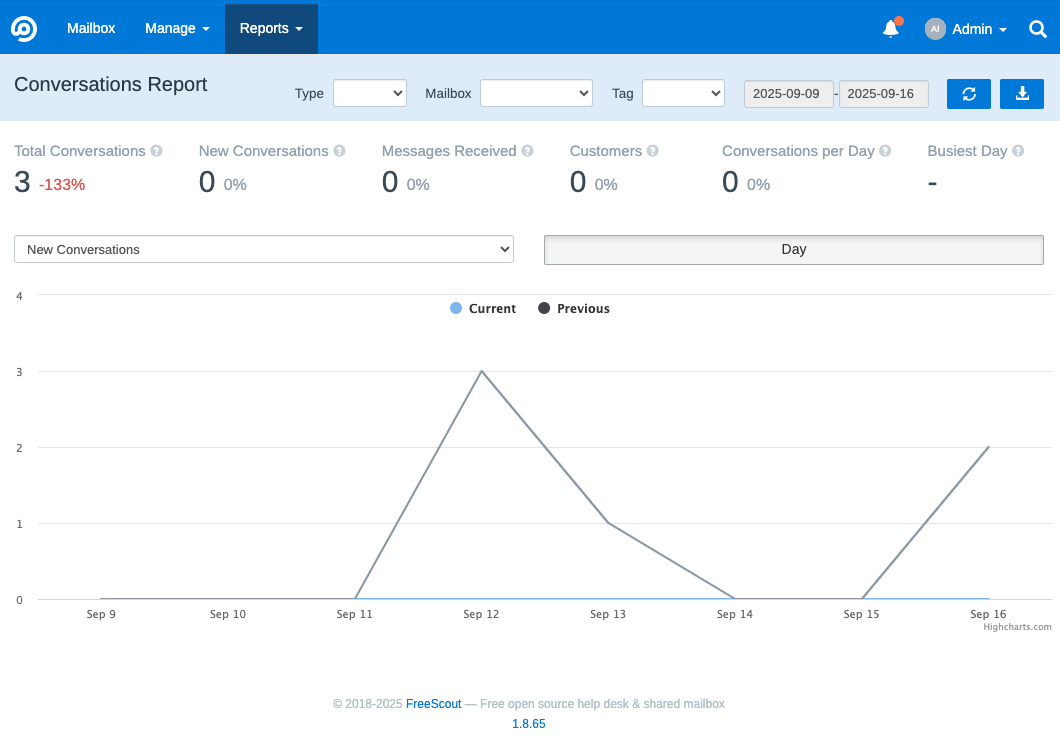 Mailbox Manage Reports AI Admin
Conversations Report Type Mailbox Tag 2025-09-09 - 2025-09-16
Total Conversations ? New Conversations ? Messages Received ? Customers ? Conversations per Day ? Busiest Day ?
3 -133% 0 0% 0 0% 0 0% 0 0% -
New Conversations Day
4
Current Previous
3
2
1
0
Sep 9 Sep 10 Sep 11 Sep 12 Sep 13 Sep 14 Sep 15 Sep 16
Highcharts.com
© 2018-2025 FreeScout — Free open source help desk & shared mailbox
1.8.65